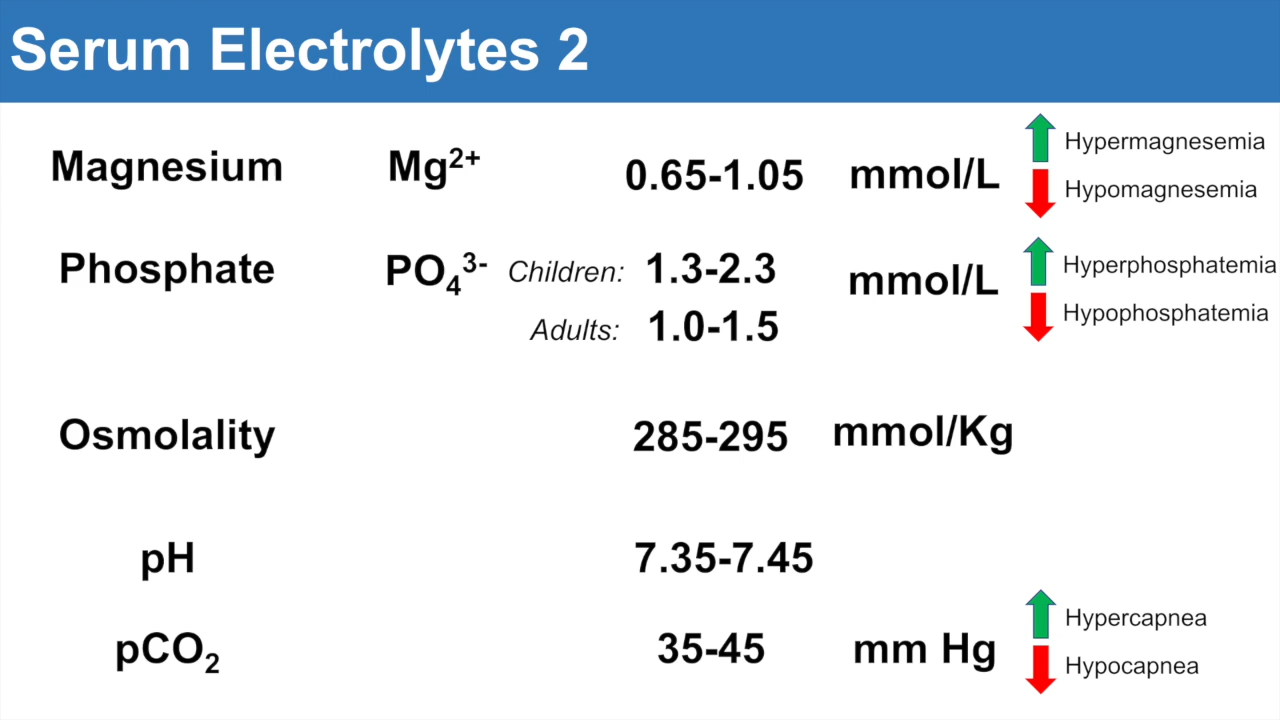 Serum Electrolytes 2
Magnesium Mg²⁺ 0.65-1.05 mmol/L
Hypermagnesemia
Hypomagnesemia
Phosphate PO₄³⁻ Children: 1.3-2.3 mmol/L
Adults: 1.0-1.5
Hyperphosphatemia
Hypophosphatemia
Osmolality 285-295 mmol/Kg
pH 7.35-7.45
pCO₂ 35-45 mm Hg
Hypercapnea
Hypocapnea